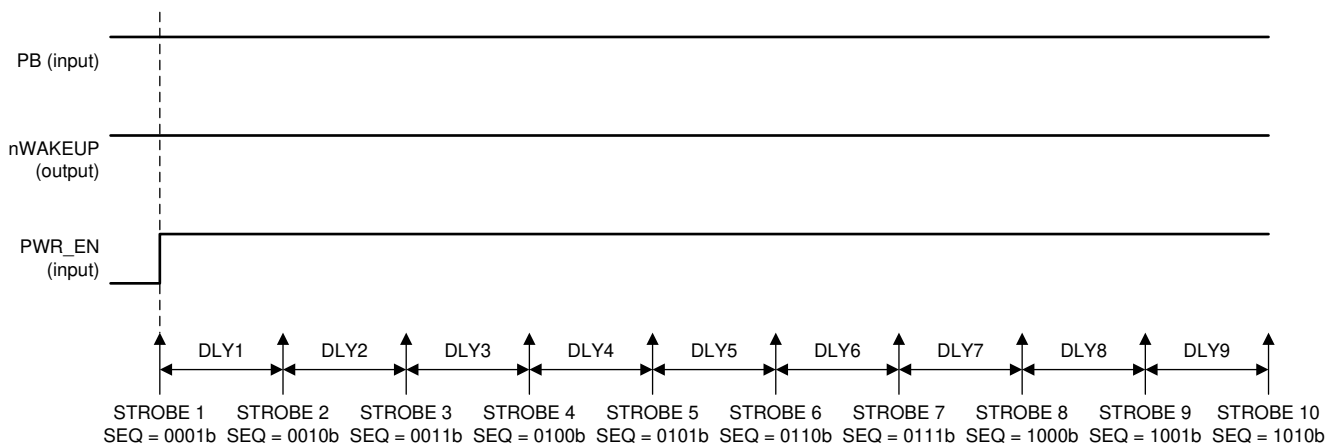 PB (input)
nWAKEUP
(output)
PWR_EN
(input)
DLY1 DLY2 DLY3 DLY4 DLY5 DLY6 DLY7 DLY8 DLY9
STROBE 1 STROBE 2 STROBE 3 STROBE 4 STROBE 5 STROBE 6 STROBE 7 STROBE 8 STROBE 9 STROBE 10
SEQ = 0001b SEQ = 0010b SEQ = 0011b SEQ = 0100b SEQ = 0101b SEQ = 0110b SEQ = 0111b SEQ = 1000b SEQ = 1001b SEQ = 1010b